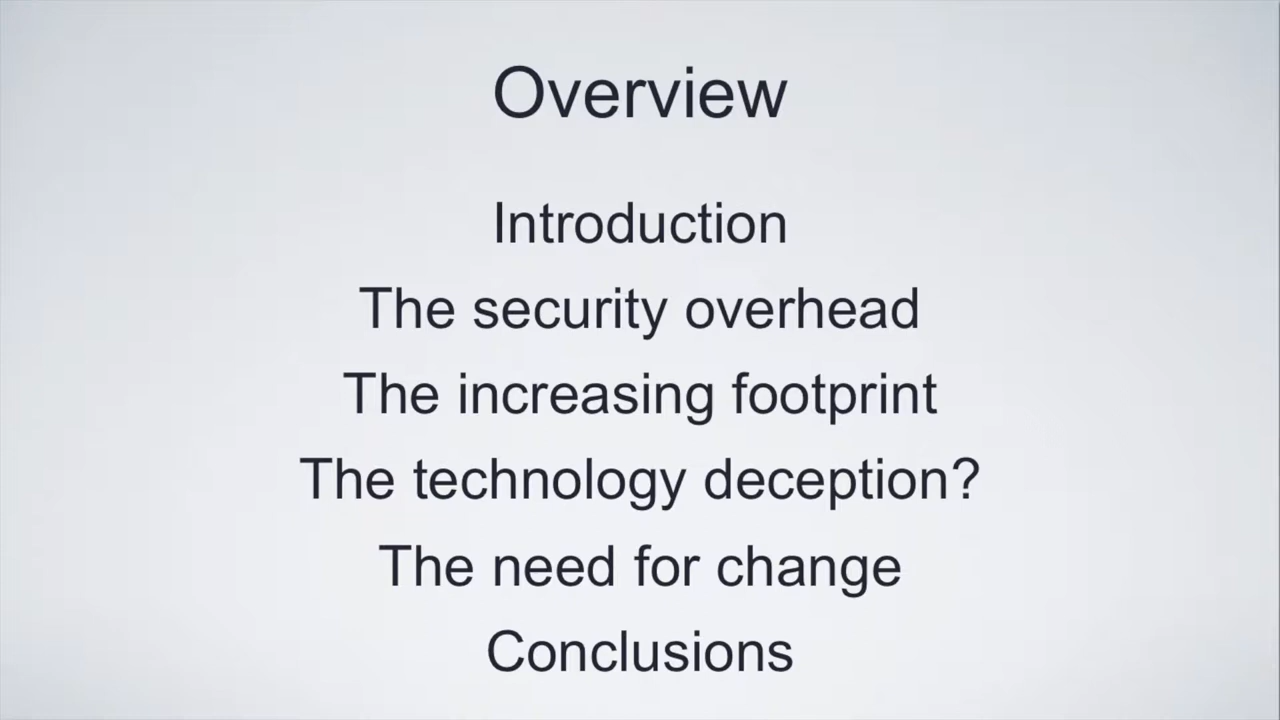 Overview
Introduction
The security overhead
The increasing footprint
The technology deception?
The need for change
Conclusions